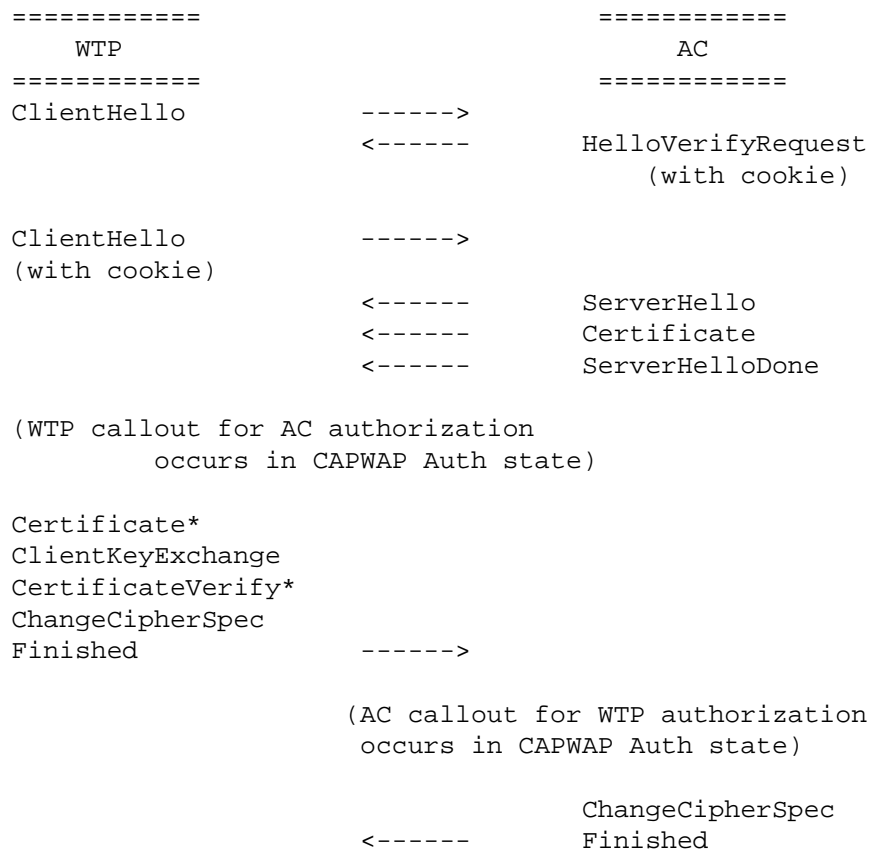 ============                         ============
    WTP                                   AC
============                         ============
ClientHello           ------>
                      <------       HelloVerifyRequest
                                        (with cookie)
ClientHello           ------>
(with cookie)
                      <------       ServerHello
                      <------       Certificate
                      <------       ServerHelloDone
(WTP callout for AC authorization
         occurs in CAPWAP Auth state)
Certificate*
ClientKeyExchange
CertificateVerify*
ChangeCipherSpec
Finished              ------>
                     (AC callout for WTP authorization
                      occurs in CAPWAP Auth state)
                                    ChangeCipherSpec
                      <------       Finished